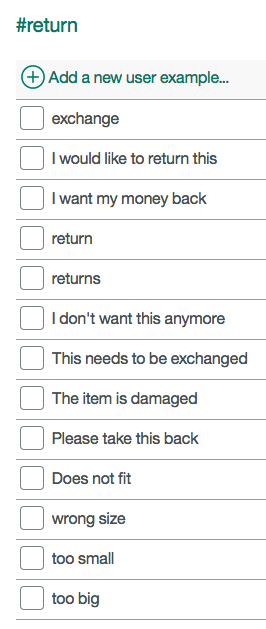 #return
Add a new user example...
exchange
I would like to return this
I want my money back
return
returns
I don't want this anymore
This needs to be exchanged
The item is damaged
Please take this back
Does not fit
wrong size
too small
too big